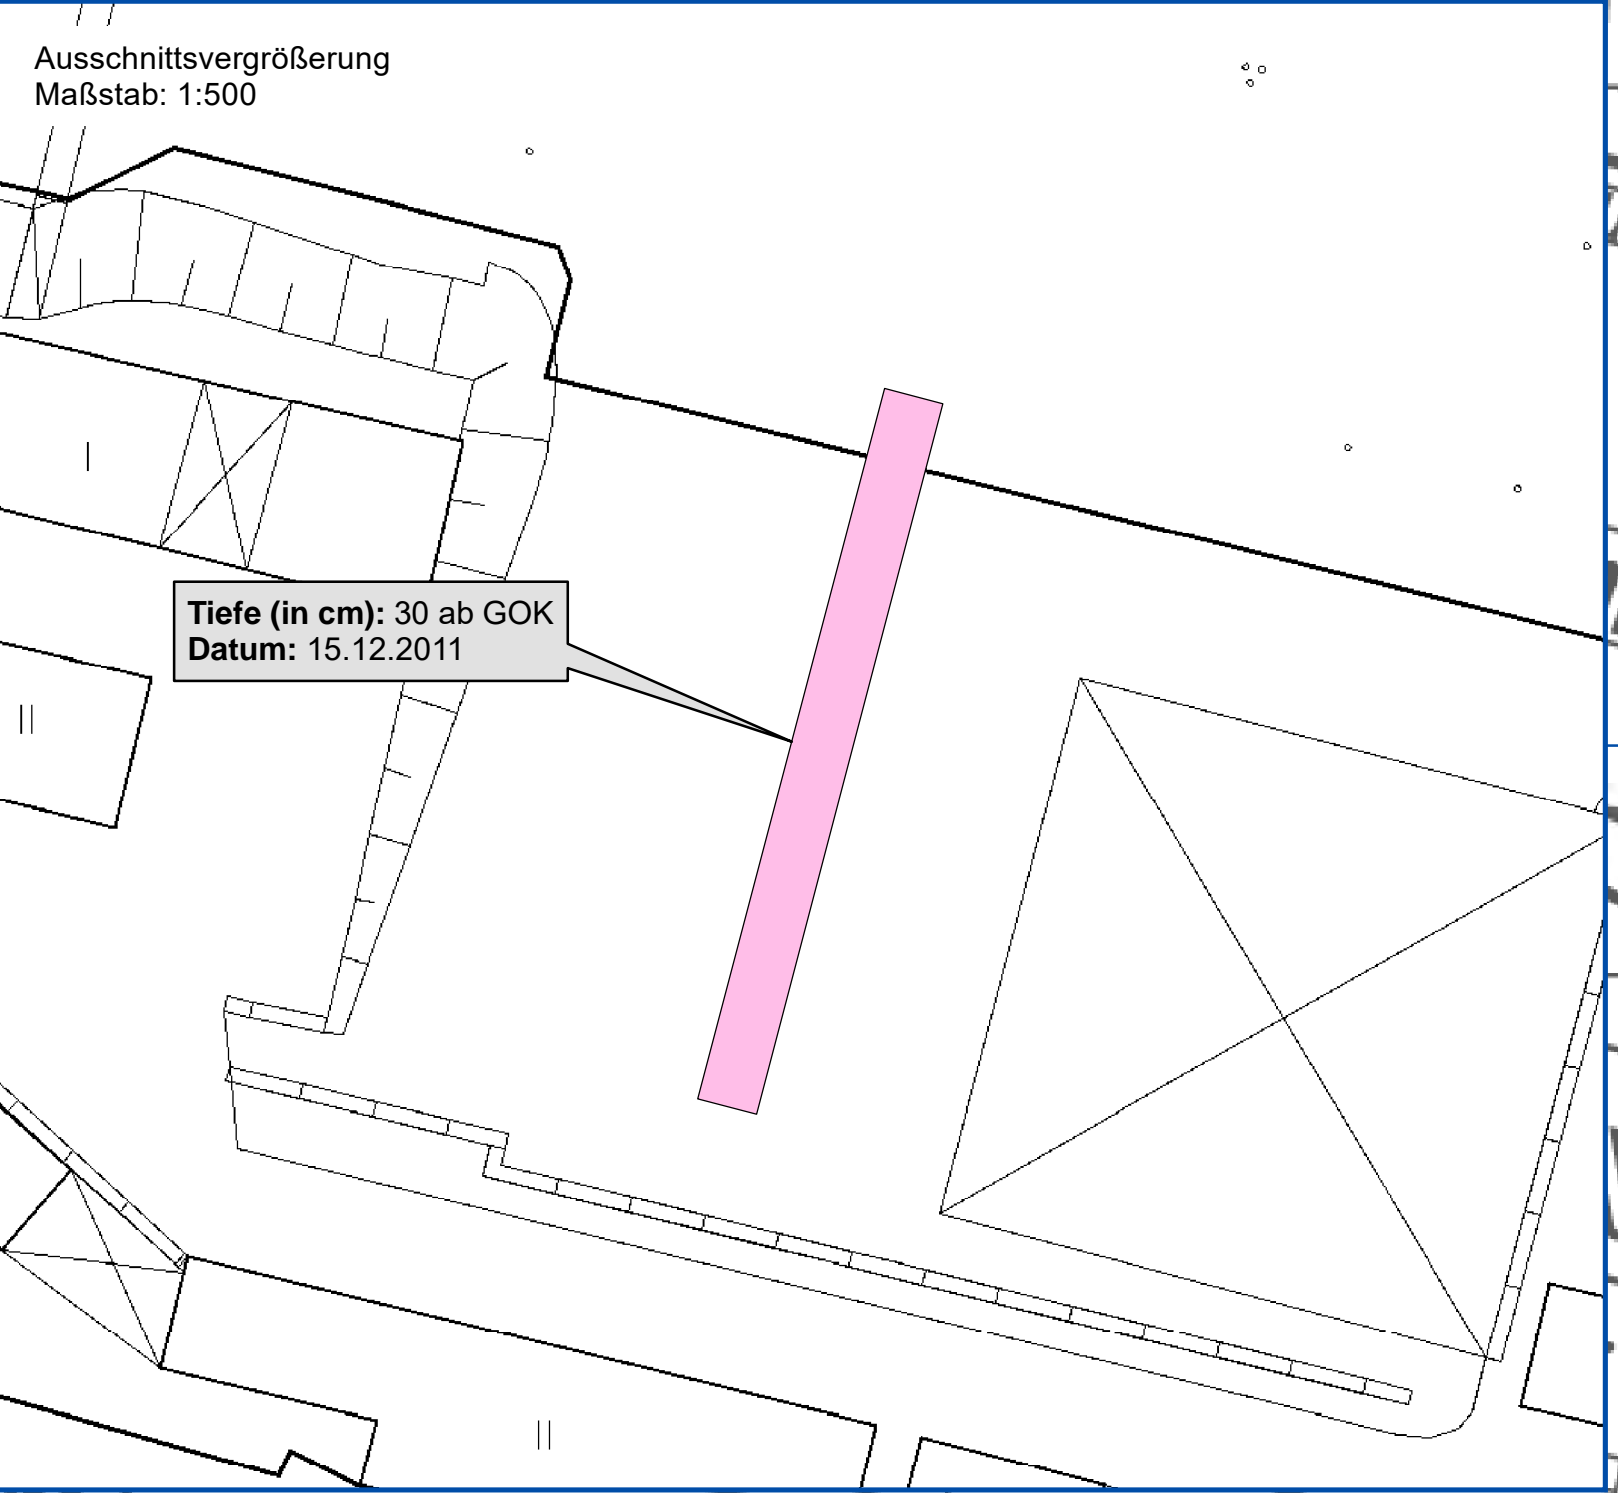 Ausschnittsvergrößerung
Maßstab: 1:500
I
Tiefe (in cm): 30 ab GOK
Datum: 15.12.2011
II
II